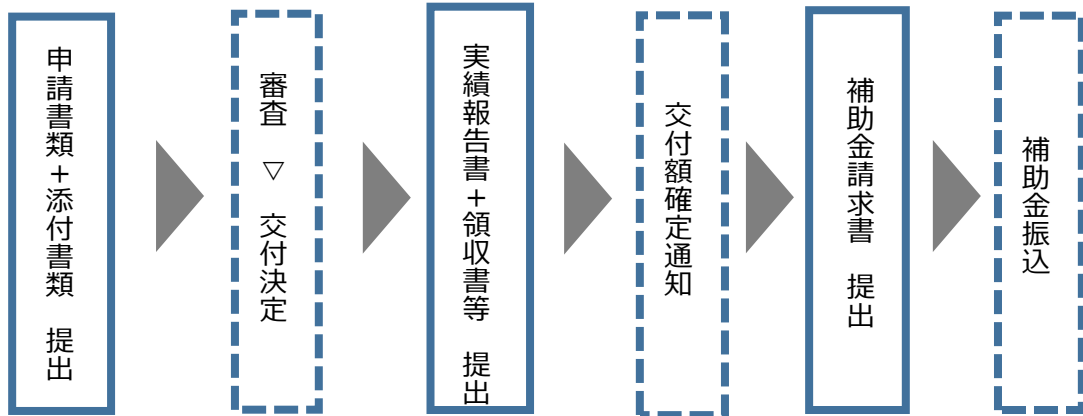 申請書類＋添付書類　提出
審査　▽　交付決定
実績報告書＋領収書等　提出
交付額確定通知
補助金請求書　提出
補助金振込